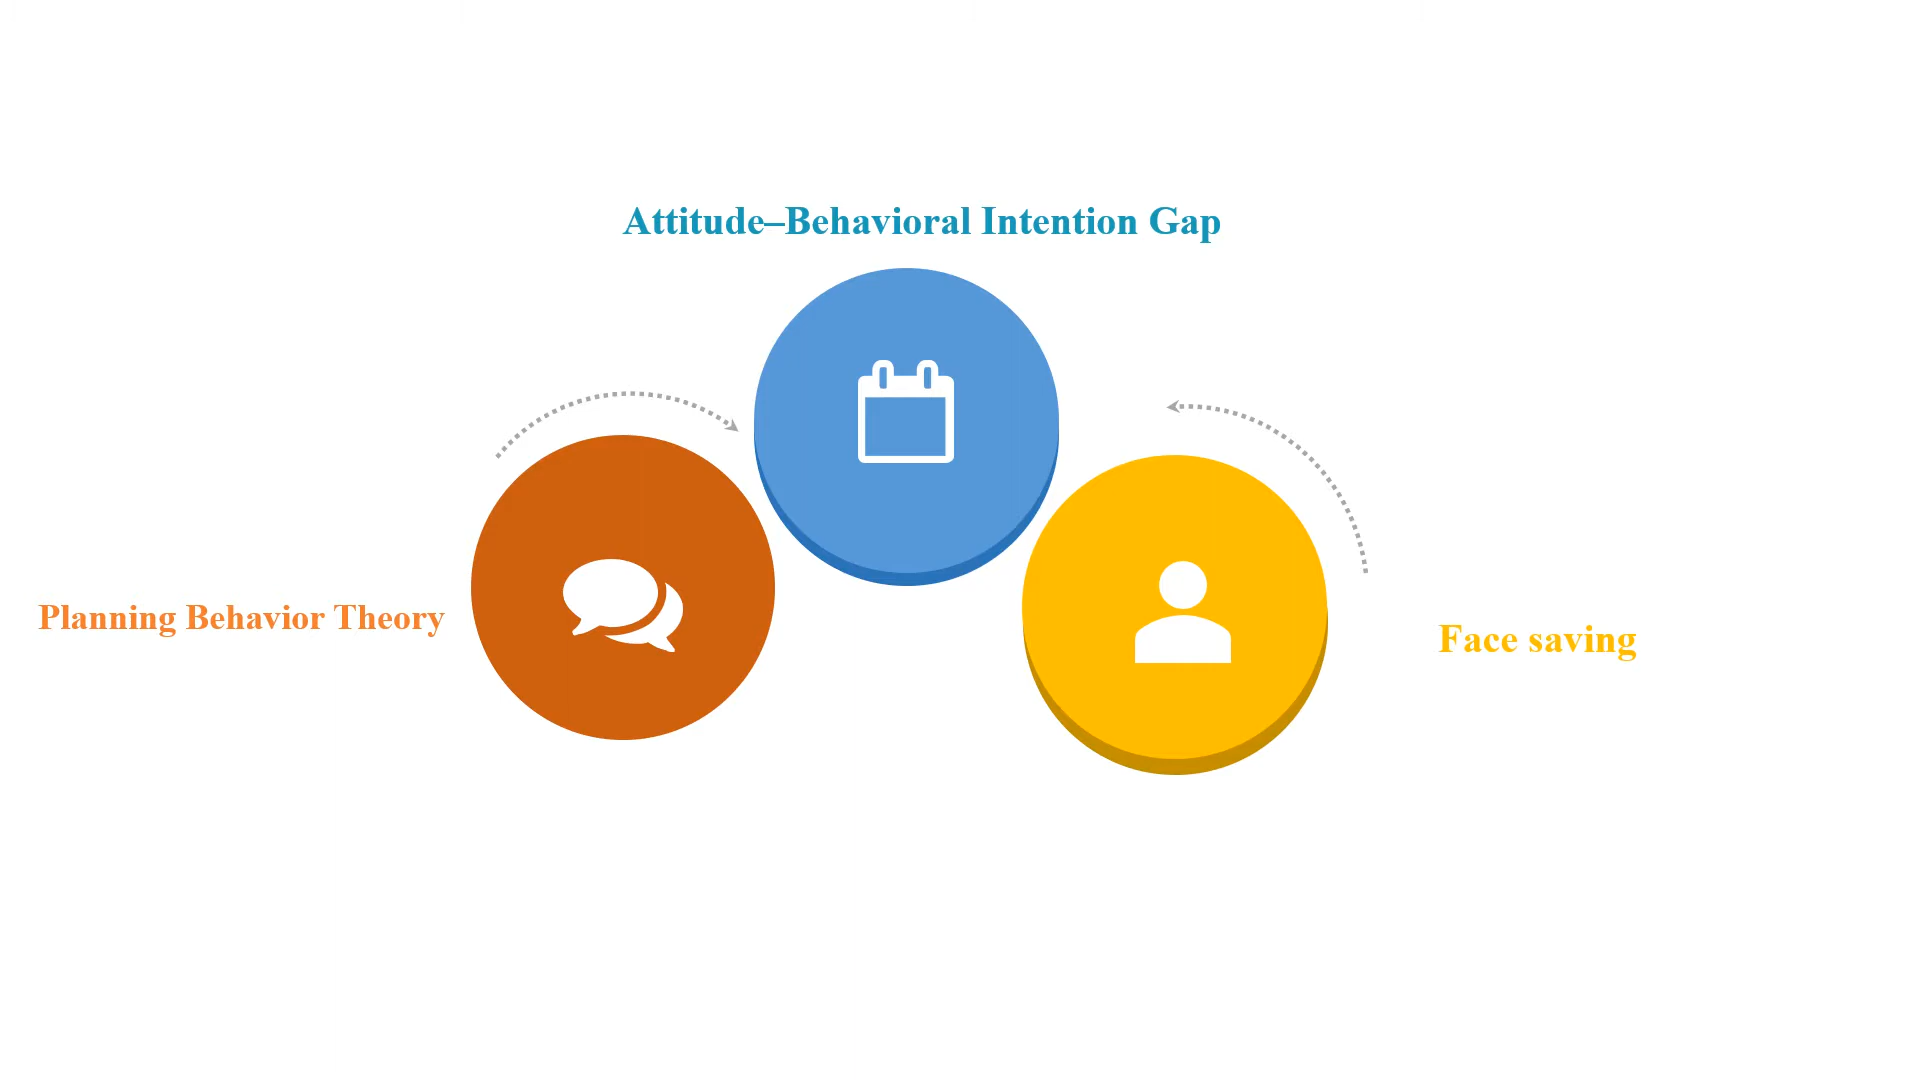 Attitude–Behavioral Intention Gap
Planning Behavior Theory
Face saving